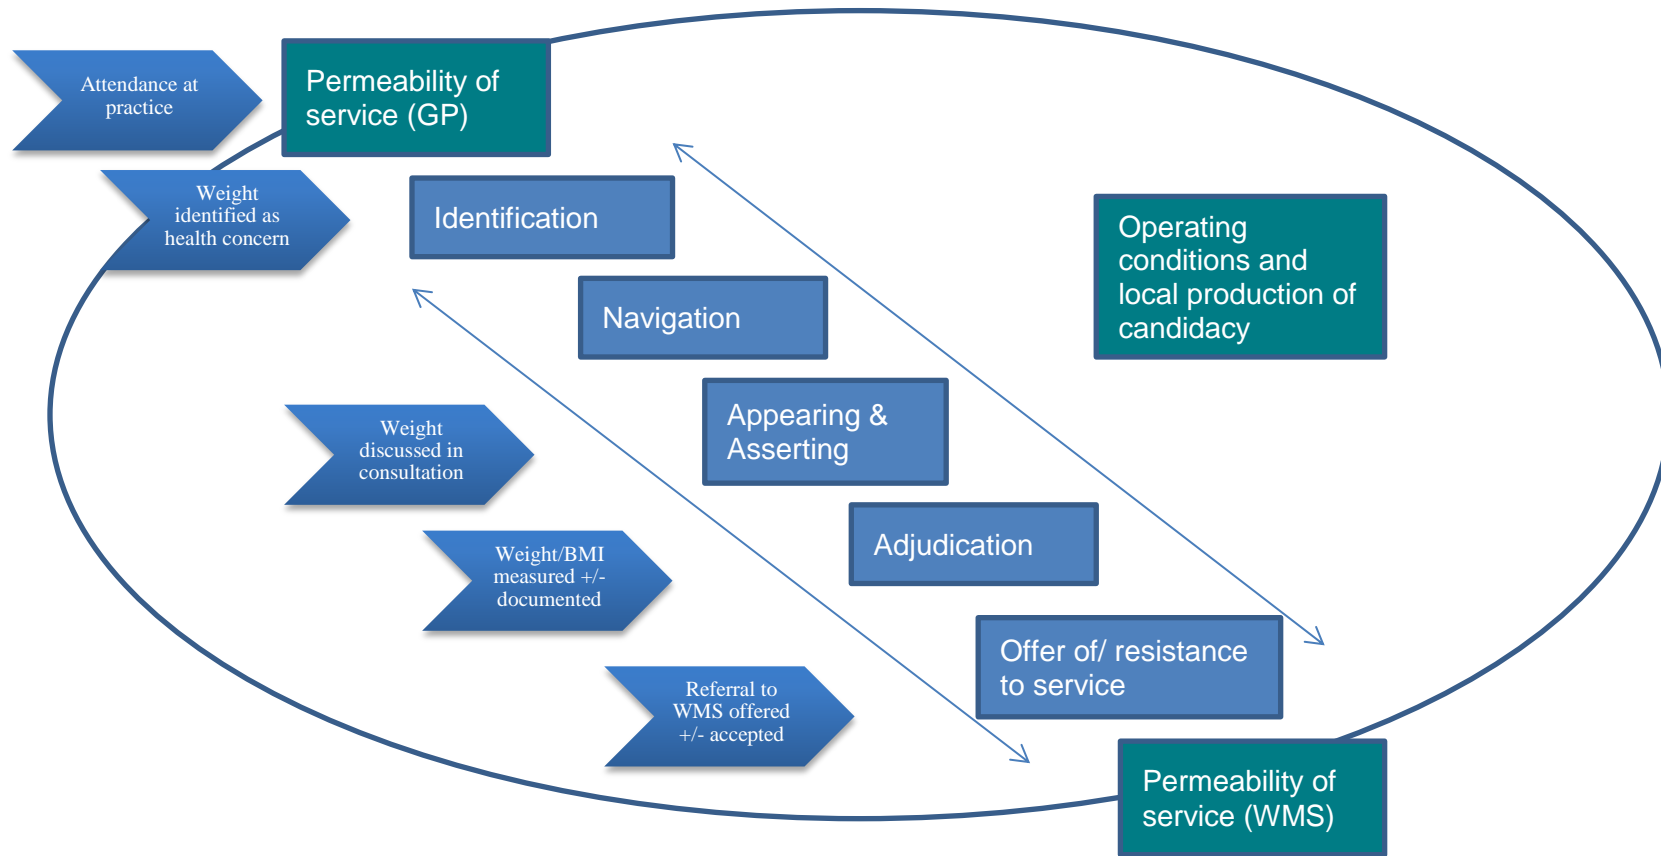 Attendance at
practice
Permeability of
service (GP)
Weight
identified as
health concern
Identification
Operating
conditions and
local production of
candidacy
Navigation
Appearing &
Asserting
Weight
discussed in
consultation
Adjudication
Weight/BMI
measured +/-
documented
Offer of/ resistance
to service
Referral to
WMS offered
+/- accepted
Permeability of
service (WMS)